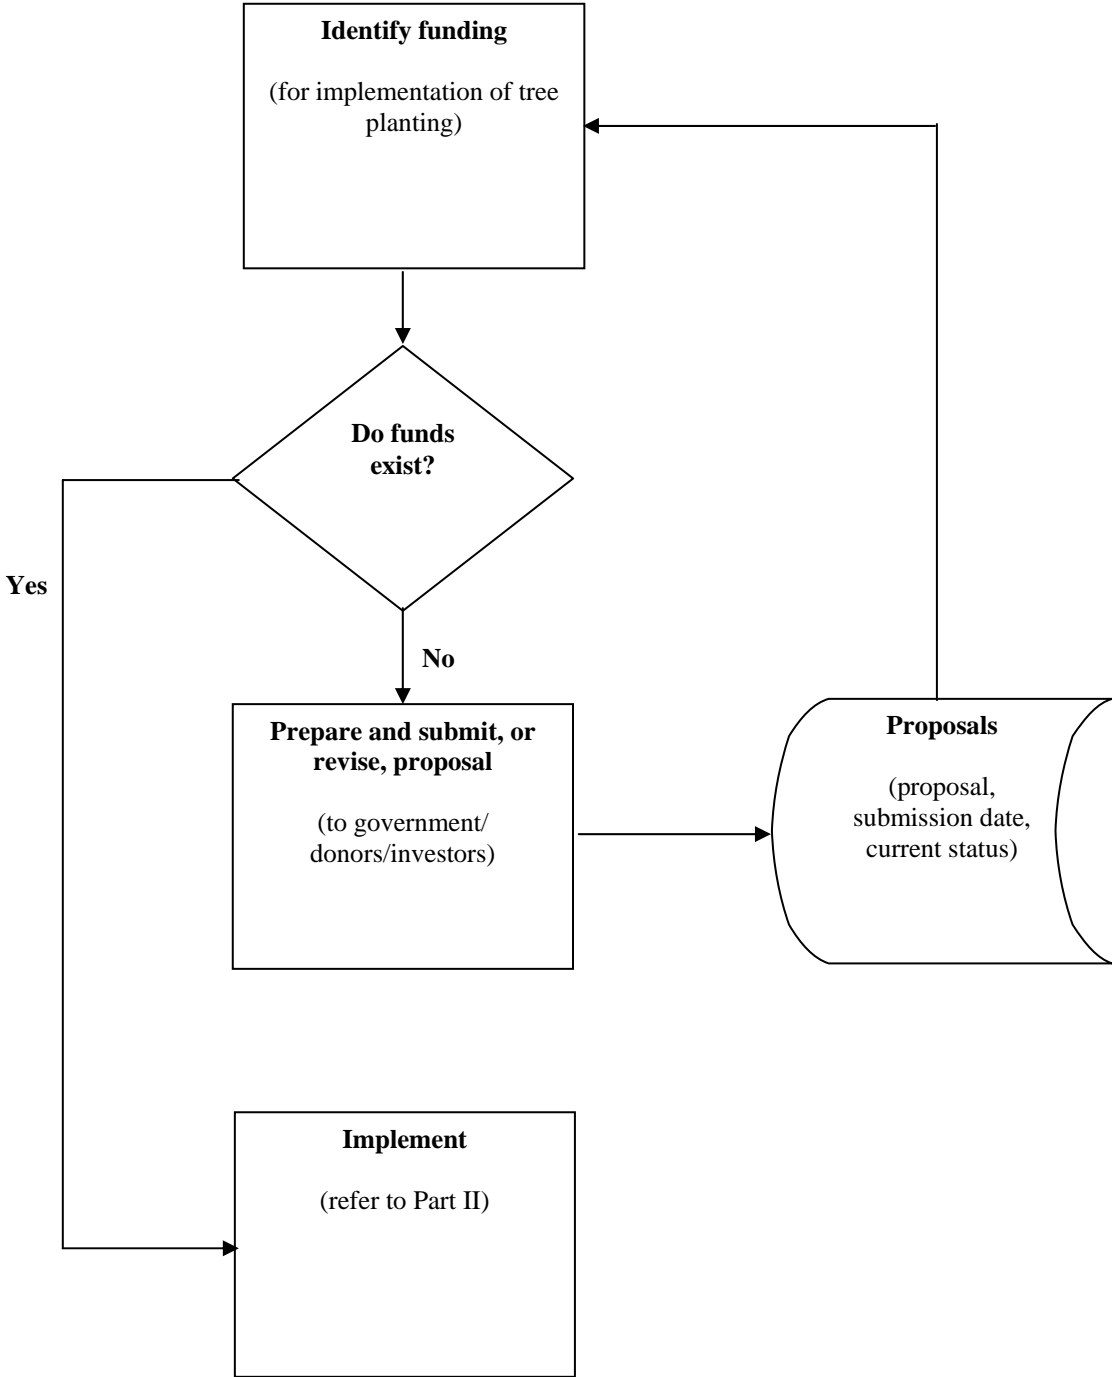 Identify funding
(for implementation of tree
planting)
Do funds
exist?
Yes
No
Prepare and submit, or
revise, proposal
(to government/
donors/investors)
Proposals
(proposal,
submission date,
current status)
Implement
(refer to Part II)